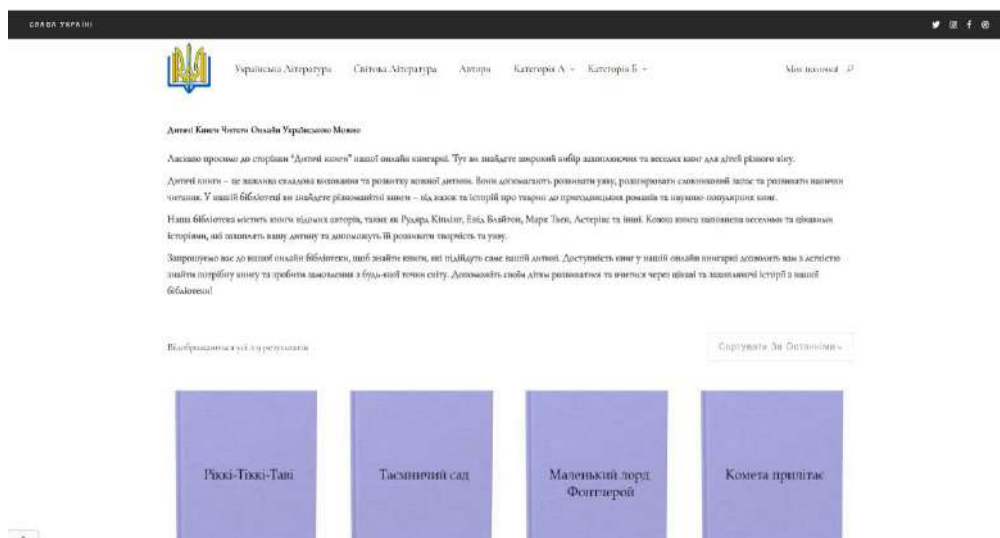 СЛАВА УКРАЇНІ
Українська Література Світова Література Автори Категорія А Категорія Б
Дитячі Книги Читати Онлайн Українською Мовою
Ласкаво просимо до сторінки "Дитячі книги" нашої онлайн книгарні. Тут ви знайдете широкий вибір захоплюючих та веселих книг для дітей різного віку.
Дитячі книги – це важлива складова виховання та розвитку кожної дитини. Вони допомагають розвивати уяву, розширювати словниковий запас та розвивати навички
читання. У нашій бібліотеці ви знайдете різноманітні книги – від казок та історій про тварин до пригодницьких романів та науково-популярних книг.
Наша бібліотека містить книги відомих авторів, таких як Рудярд Кіплінг, Енід Блайтон, Марк Твен, Астерікс та інші. Кожна книга наповнена веселими та цікавими
історіями, які захоплять вашу дитину та допоможуть їй розвивати творчість та уяву.
Запрошуємо вас до нашої онлайн бібліотеки, щоб знайти книги, які підійдуть саме вашій дитині. Доступність книг у нашій онлайн книгарні дозволить вам з легкістю
знайти потрібну книгу та зробити замовлення з будь-якої точки світу. Допоможіть своїм дітям розвиватися та вчитися через цікаві та захоплюючі історії з нашої
бібліотеки!
Відображення усі результати
Сортувати За Останніми
Ріккі-Тіккі-Таві
Таємничий сад
Маленький лорд
Фонтлерой
Комета прилітає